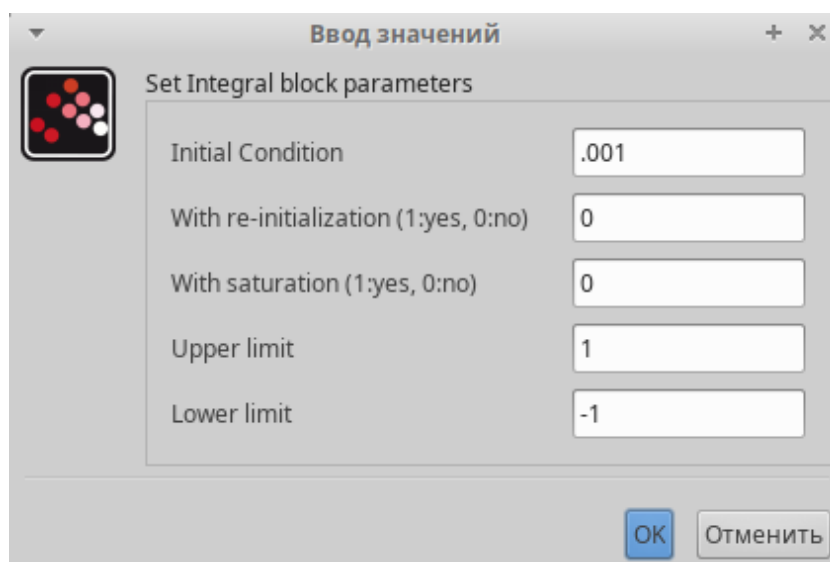 Ввод значений
Set Integral block parameters
Initial Condition .001
With re-initialization (1:yes, 0:no) 0
With saturation (1:yes, 0:no) 0
Upper limit 1
Lower limit -1
OK Отменить